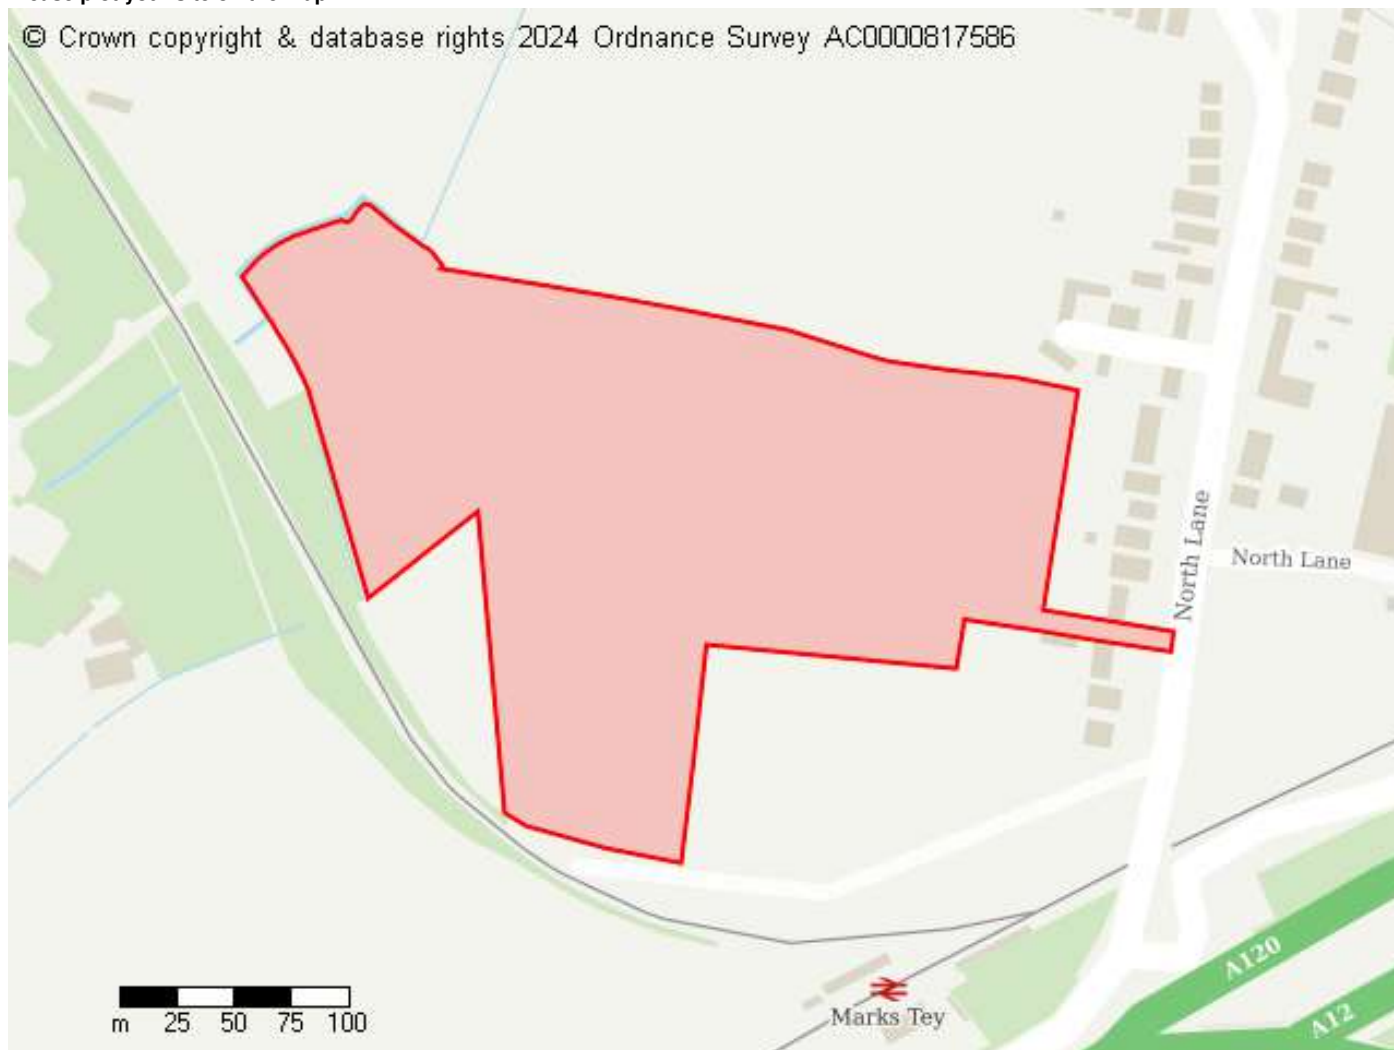 © Crown copyright & database rights 2024 Ordnance Survey AC0000817586
North Lane
North Lane
A120
A12
Marks Tey
m 25 50 75 100